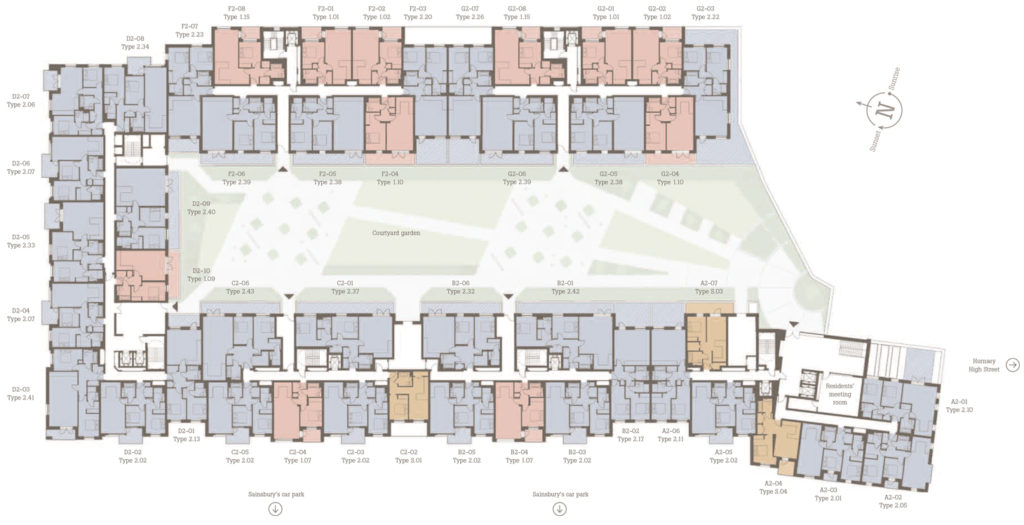 F2-08
Type 1.15
F2-01
Type 1.01
F2-02
Type 1.02
F2-03
Type 2.20
G2-07
Type 2.26
G2-08
Type 1.15
G2-01
Type 1.01
G2-02
Type 1.02
G2-03
Type 2.22
F2-07
Type 2.23
D2-08
Type 2.34
D2-07
Type 2.06
Sunrise
N
Sunset
D2-06
Type 2.07
F2-06
Type 2.39
F2-05
Type 2.38
F2-04
Type 1.10
G2-06
Type 2.39
G2-05
Type 2.38
G2-04
Type 1.10
D2-09
Type 2.40
Courtyard garden
D2-05
Type 2.33
D2-10
Type 1.09
C2-06
Type 2.43
C2-01
Type 2.37
B2-06
Type 2.32
B2-01
Type 2.42
A2-07
Type S.03
D2-04
Type 2.07
Hornsey
High Street
Residents'
meeting
room
D2-03
Type 2.41
A2-01
Type 2.10
D2-01
Type 2.13
B2-02
Type 2.17
A2-06
Type 2.11
D2-02
Type 2.02
C2-05
Type 2.02
C2-04
Type 1.07
C2-03
Type 2.02
C2-02
Type S.01
B2-05
Type 2.02
B2-04
Type 1.07
B2-03
Type 2.02
A2-05
Type 2.02
A2-04
Type S.04
A2-03
Type 2.01
A2-02
Type 2.05
Sainsbury's car park
Sainsbury's car park